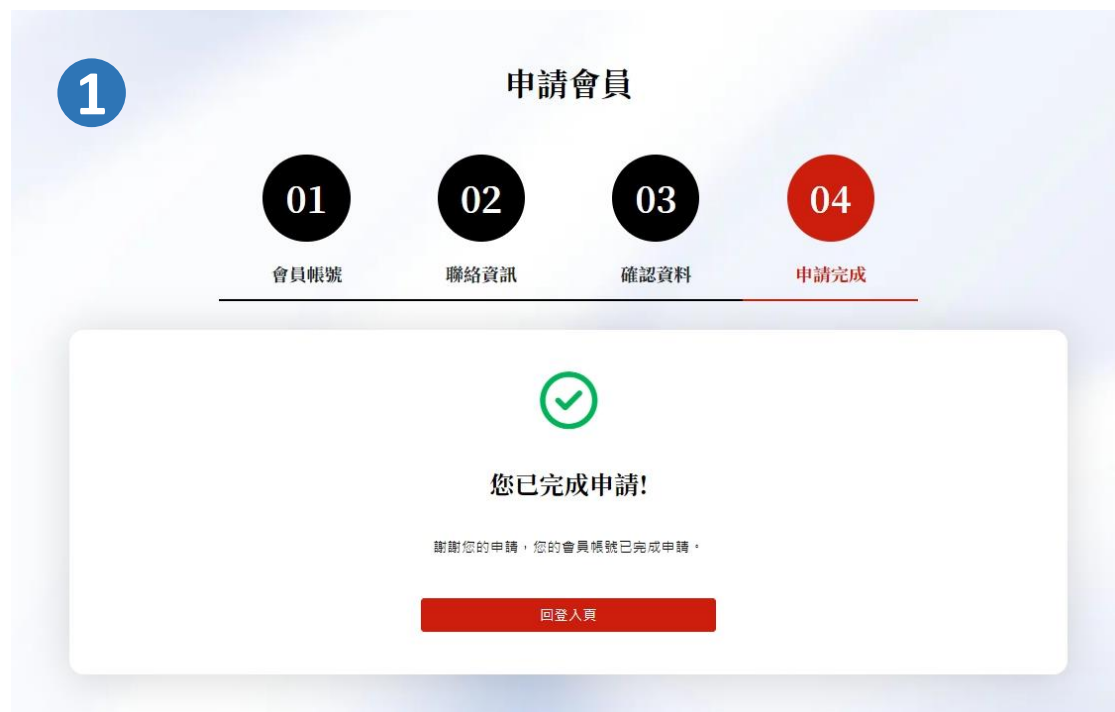 1
申請會員
01 02 03 04
會員帳號 聯絡資訊 確認資料 申請完成
您已完成申請!
謝謝您的申請，您的會員帳號已完成申請。
回登入頁